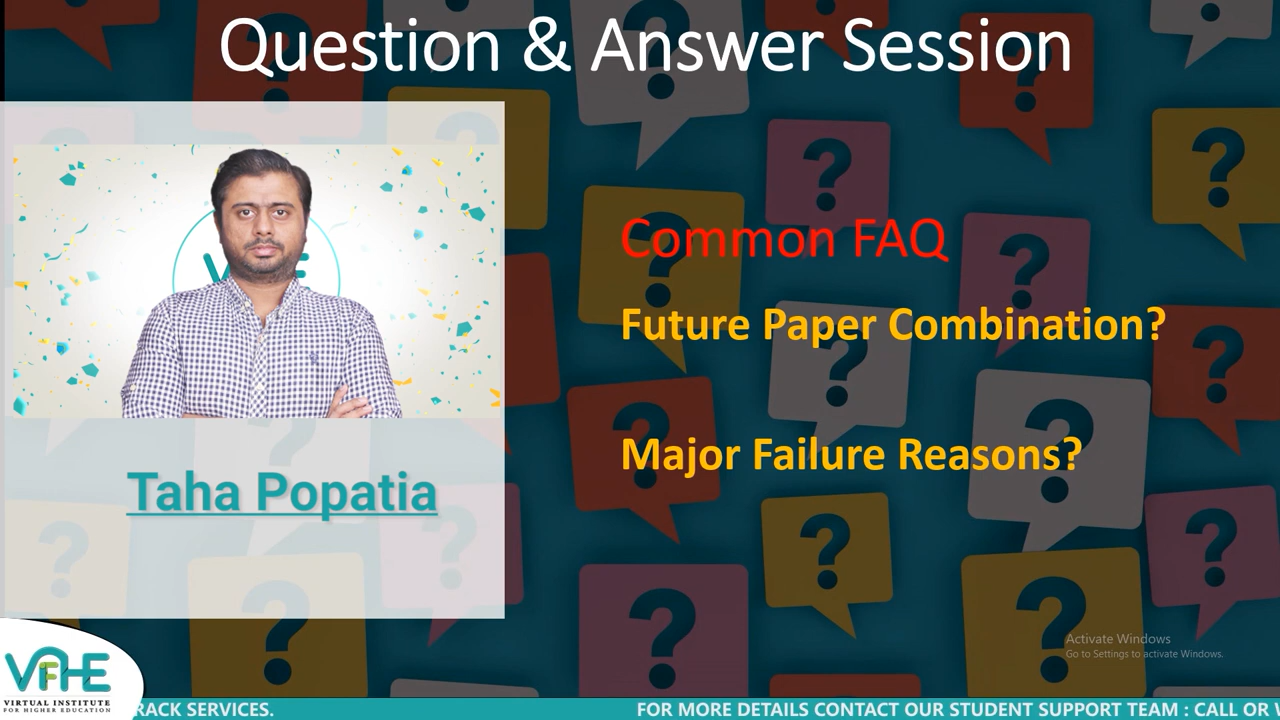 Question & Answer Session
Common FAQ
Future Paper Combination?
Major Failure Reasons?
Taha Popatia
Activate Windows
Go to Settings to activate Windows.
VIFHE
VIRTUAL INSTITUTE
FOR HIGHER EDUCATION
RACK SERVICES.
FOR MORE DETAILS CONTACT OUR STUDENT SUPPORT TEAM : CALL OR